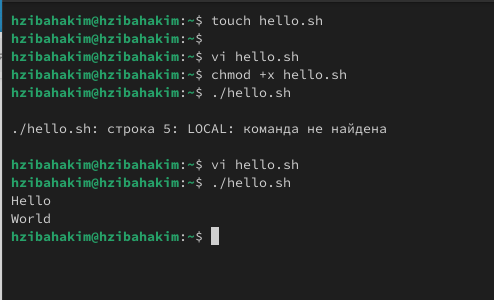 hzibahakim@hzibahakim:~$ touch hello.sh
hzibahakim@hzibahakim:~$
hzibahakim@hzibahakim:~$ vi hello.sh
hzibahakim@hzibahakim:~$ chmod +x hello.sh
hzibahakim@hzibahakim:~$ ./hello.sh
./hello.sh: строка 5: LOCAL: команда не найдена
hzibahakim@hzibahakim:~$ vi hello.sh
hzibahakim@hzibahakim:~$ ./hello.sh
Hello
World
hzibahakim@hzibahakim:~$